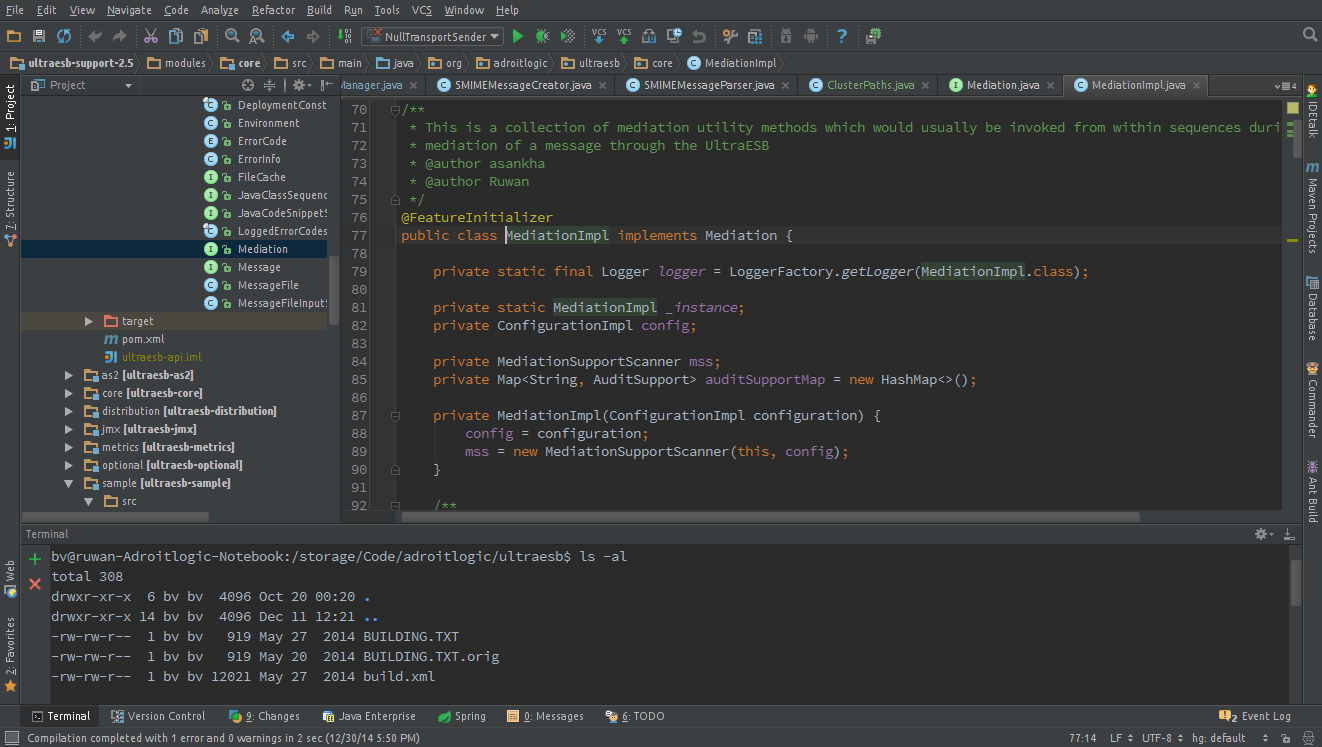 File Edit View Navigate Code Analyze Refactor Build Run Tools VCS Window Help
NullTransportSender
ultraesb-support-2.5 modules core src main java org adroitlogic ultraesb core MediationImpl
Project
Manager.java SMIMEMessageCreator.java SMIMEMessageParser.java ClusterPaths.java Mediation.java MediationImpl.java
1: Project
7: Structure
Web
2: Favorites
DeploymentConst
Environment
ErrorCode
ErrorInfo
FileCache
JavaClassSequenc
JavaCodeSnippetS
LoggedErrorCodes
Mediation
Message
MessageFile
MessageFileInputS
target
pom.xml
ultraesb-api.iml
as2 [ultraesb-as2]
core [ultraesb-core]
distribution [ultraesb-distribution]
jmx [ultraesb-jmx]
metrics [ultraesb-metrics]
optional [ultraesb-optional]
sample [ultraesb-sample]
src
70 /**
71 * This is a collection of mediation utility methods which would usually be invoked from within sequences duri
72 * mediation of a message through the UltraESB
73 * @author asankha
74 * @author Ruwan
75 */
76 @FeatureInitializer
77 public class MediationImpl implements Mediation {
78
79 private static final Logger logger = LoggerFactory.getLogger(MediationImpl.class);
80
81 private static MediationImpl _instance;
82 private ConfigurationImpl config;
83
84 private MediationSupportScanner mss;
85 private Map<String, AuditSupport> auditSupportMap = new HashMap<>();
86
87 private MediationImpl(ConfigurationImpl configuration) {
88 config = configuration;
89 mss = new MediationSupportScanner(this, config);
90 }
91
92 /**
IDEtalk
Maven Projects
Database
Commander
Ant Build
Terminal
bv@ruwan-Adroitlogic-Notebook:/storage/Code/adroitlogic/ultraesb$ ls -al
total 308
drwxr-xr-x 6 bv bv 4096 Oct 20 00:20 .
drwxr-xr-x 14 bv bv 4096 Dec 11 12:21 ..
-rw-rw-r-- 1 bv bv 919 May 27 2014 BUILDING.TXT
-rw-rw-r-- 1 bv bv 919 May 20 2014 BUILDING.TXT.orig
-rw-rw-r-- 1 bv bv 12021 May 27 2014 build.xml
Terminal Version Control 9: Changes Java Enterprise Spring 0: Messages 6: TODO 2 Event Log
Compilation completed with 1 error and 0 warnings in 2 sec (12/30/14 5:50 PM) 77:14 LF UTF-8 hg: default